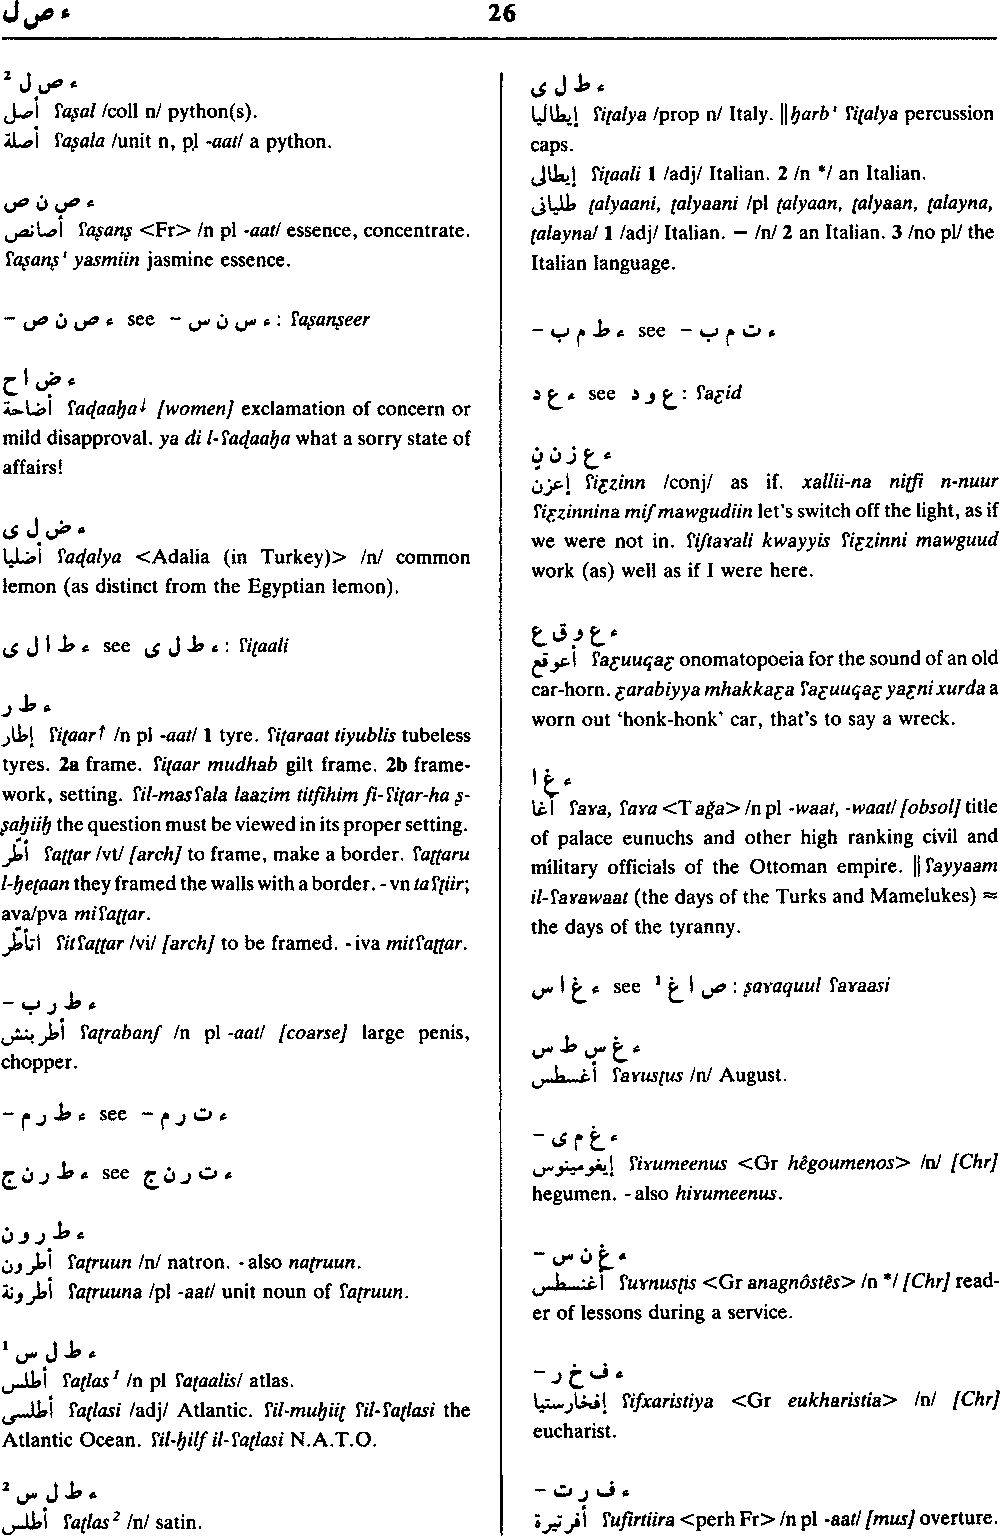 ء ص ل
26
ء ص ل ²
أصل ʕaṣal /coll n/ python(s).
أصلة ʕaṣala /unit n, pl -aat/ a python.
ء ص ن ص
أصانص ʕaṣanṣ <Fr> /n pl -aat/ essence, concentrate.
ʕaṣanṣ¹ yasmiin jasmine essence.
ء ص ن ص – see ء س ن س – : ʕaṣanṣeer
ء ض ا ح
أضاحة ʕaḍaaḥa↓ [women] exclamation of concern or
mild disapproval. ya di l-ʕaḍaaḥa what a sorry state of
affairs!
ء ض ل ى
أضليا ʕaḍalya <Adalia (in Turkey)> /n/ common
lemon (as distinct from the Egyptian lemon).
ء ط ا ل ى see ء ط ل ى : ʕiṭaali
ء ط ر
إطار ʕiṭaar↑ /n pl -aat/ 1 tyre. ʕiṭaraat tiyublis tubeless
tyres. 2a frame. ʕiṭaar mudhab gilt frame. 2b frame-
work, setting. ʕil-masʕala laazim titfihim fi-ʕiṭar-ha ṣ-
ṣaḥiiḥ the question must be viewed in its proper setting.
أطّر ʕaṭṭar /vt/ [arch] to frame, make a border. ʕaṭṭaru
l-ḥeṭaan they framed the walls with a border. - vn taʕṭiir;
ava/pva miʕaṭṭar.
اتأطّر ʕitʕaṭṭar /vi/ [arch] to be framed. - iva mitʕaṭṭar.
ء ط ر ب –
أطربنش ʕaṭrabanʃ /n pl -aat/ [coarse] large penis,
chopper.
ء ط ر م – see ء ت ر م –
ء ط ر ن ج see ء ت ر ن ج
ء ط ر و ن
أطرون ʕaṭruun /n/ natron. - also naṭruun.
أطرونة ʕaṭruuna /pl -aat/ unit noun of ʕaṭruun.
ء ط ل س ¹
أطلس ʕaṭlas¹ /n pl ʕaṭaalis/ atlas.
أطلسى ʕaṭlasi /adj/ Atlantic. ʕil-muḥiiṭ ʕil-ʕaṭlasi the
Atlantic Ocean. ʕil-ḥilf il-ʕaṭlasi N.A.T.O.
ء ط ل س ²
أطلس ʕaṭlas² /n/ satin.
ء ط ل ى
إيطاليا ʕiṭalya /prop n/ Italy. ‖ ḥarb¹ ʕiṭalya percussion
caps.
إيطالى ʕiṭaali 1 /adj/ Italian. 2 /n */ an Italian.
طليانى ṭalyaani, ṭalyaani /pl ṭalyaan, ṭalyaan, ṭalayna,
ṭalayna/ 1 /adj/ Italian. — /n/ 2 an Italian. 3 /no pl/ the
Italian language.
ء ط م ب – see ء ت م ب –
ء ع د see ع و د : ʕaʿid
ء ع ز ن ن
إعزن ʕiʿzinn /conj/ as if. xallii-na niṭfi n-nuur
ʕiʿzinnina miʃ mawgudiin let's switch off the light, as if
we were not in. ʕiʃtaɣali kwayyis ʕiʿzinni mawguud
work (as) well as if I were here.
ء ع و ق ع
أعوقع ʕaʿuuqaʿ onomatopoeia for the sound of an old
car-horn. ʿarabiyya mhakkaʿa ʕaʿuuqaʿ yaʿni xurda a
worn out ‘honk-honk’ car, that's to say a wreck.
ء غ ا
أغا ʕaɣa, ʕaɣa <T ağa> /n pl -waat, -waat/ [obsol] title
of palace eunuchs and other high ranking civil and
military officials of the Ottoman empire. ‖ ʕayyaam
il-ʕaɣawaat (the days of the Turks and Mamelukes) ≈
the days of the tyranny.
ء غ ا س see ص ا غ ¹ : ṣaɣaquul ʕaɣaasi
ء غ س ط س
أغسطس ʕaɣusṭus /n/ August.
ء غ م ى –
إيغومينوس ʕiɣumeenus <Gr hêgoumenos> /n/ [Chr]
hegumen. - also hiɣumeenus.
ء غ ن س –
أغنسطس ʕuɣnusṭis <Gr anagnôstês> /n */ [Chr] read-
er of lessons during a service.
ء ف خ ر –
إفخارستيا ʕifxaristiya <Gr eukharistia> /n/ [Chr]
eucharist.
ء ف ر ت –
أفرتيرة ʕufirtiira <perh Fr> /n pl -aat/ [mus] overture.